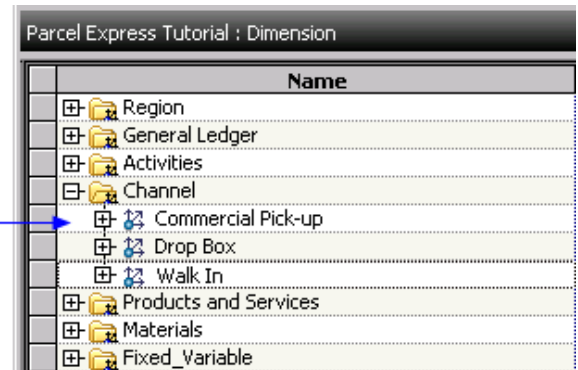 Parcel Express Tutorial : Dimension
Name
Region
General Ledger
Activities
Channel
Commercial Pick-up
Drop Box
Walk In
Products and Services
Materials
Fixed_Variable